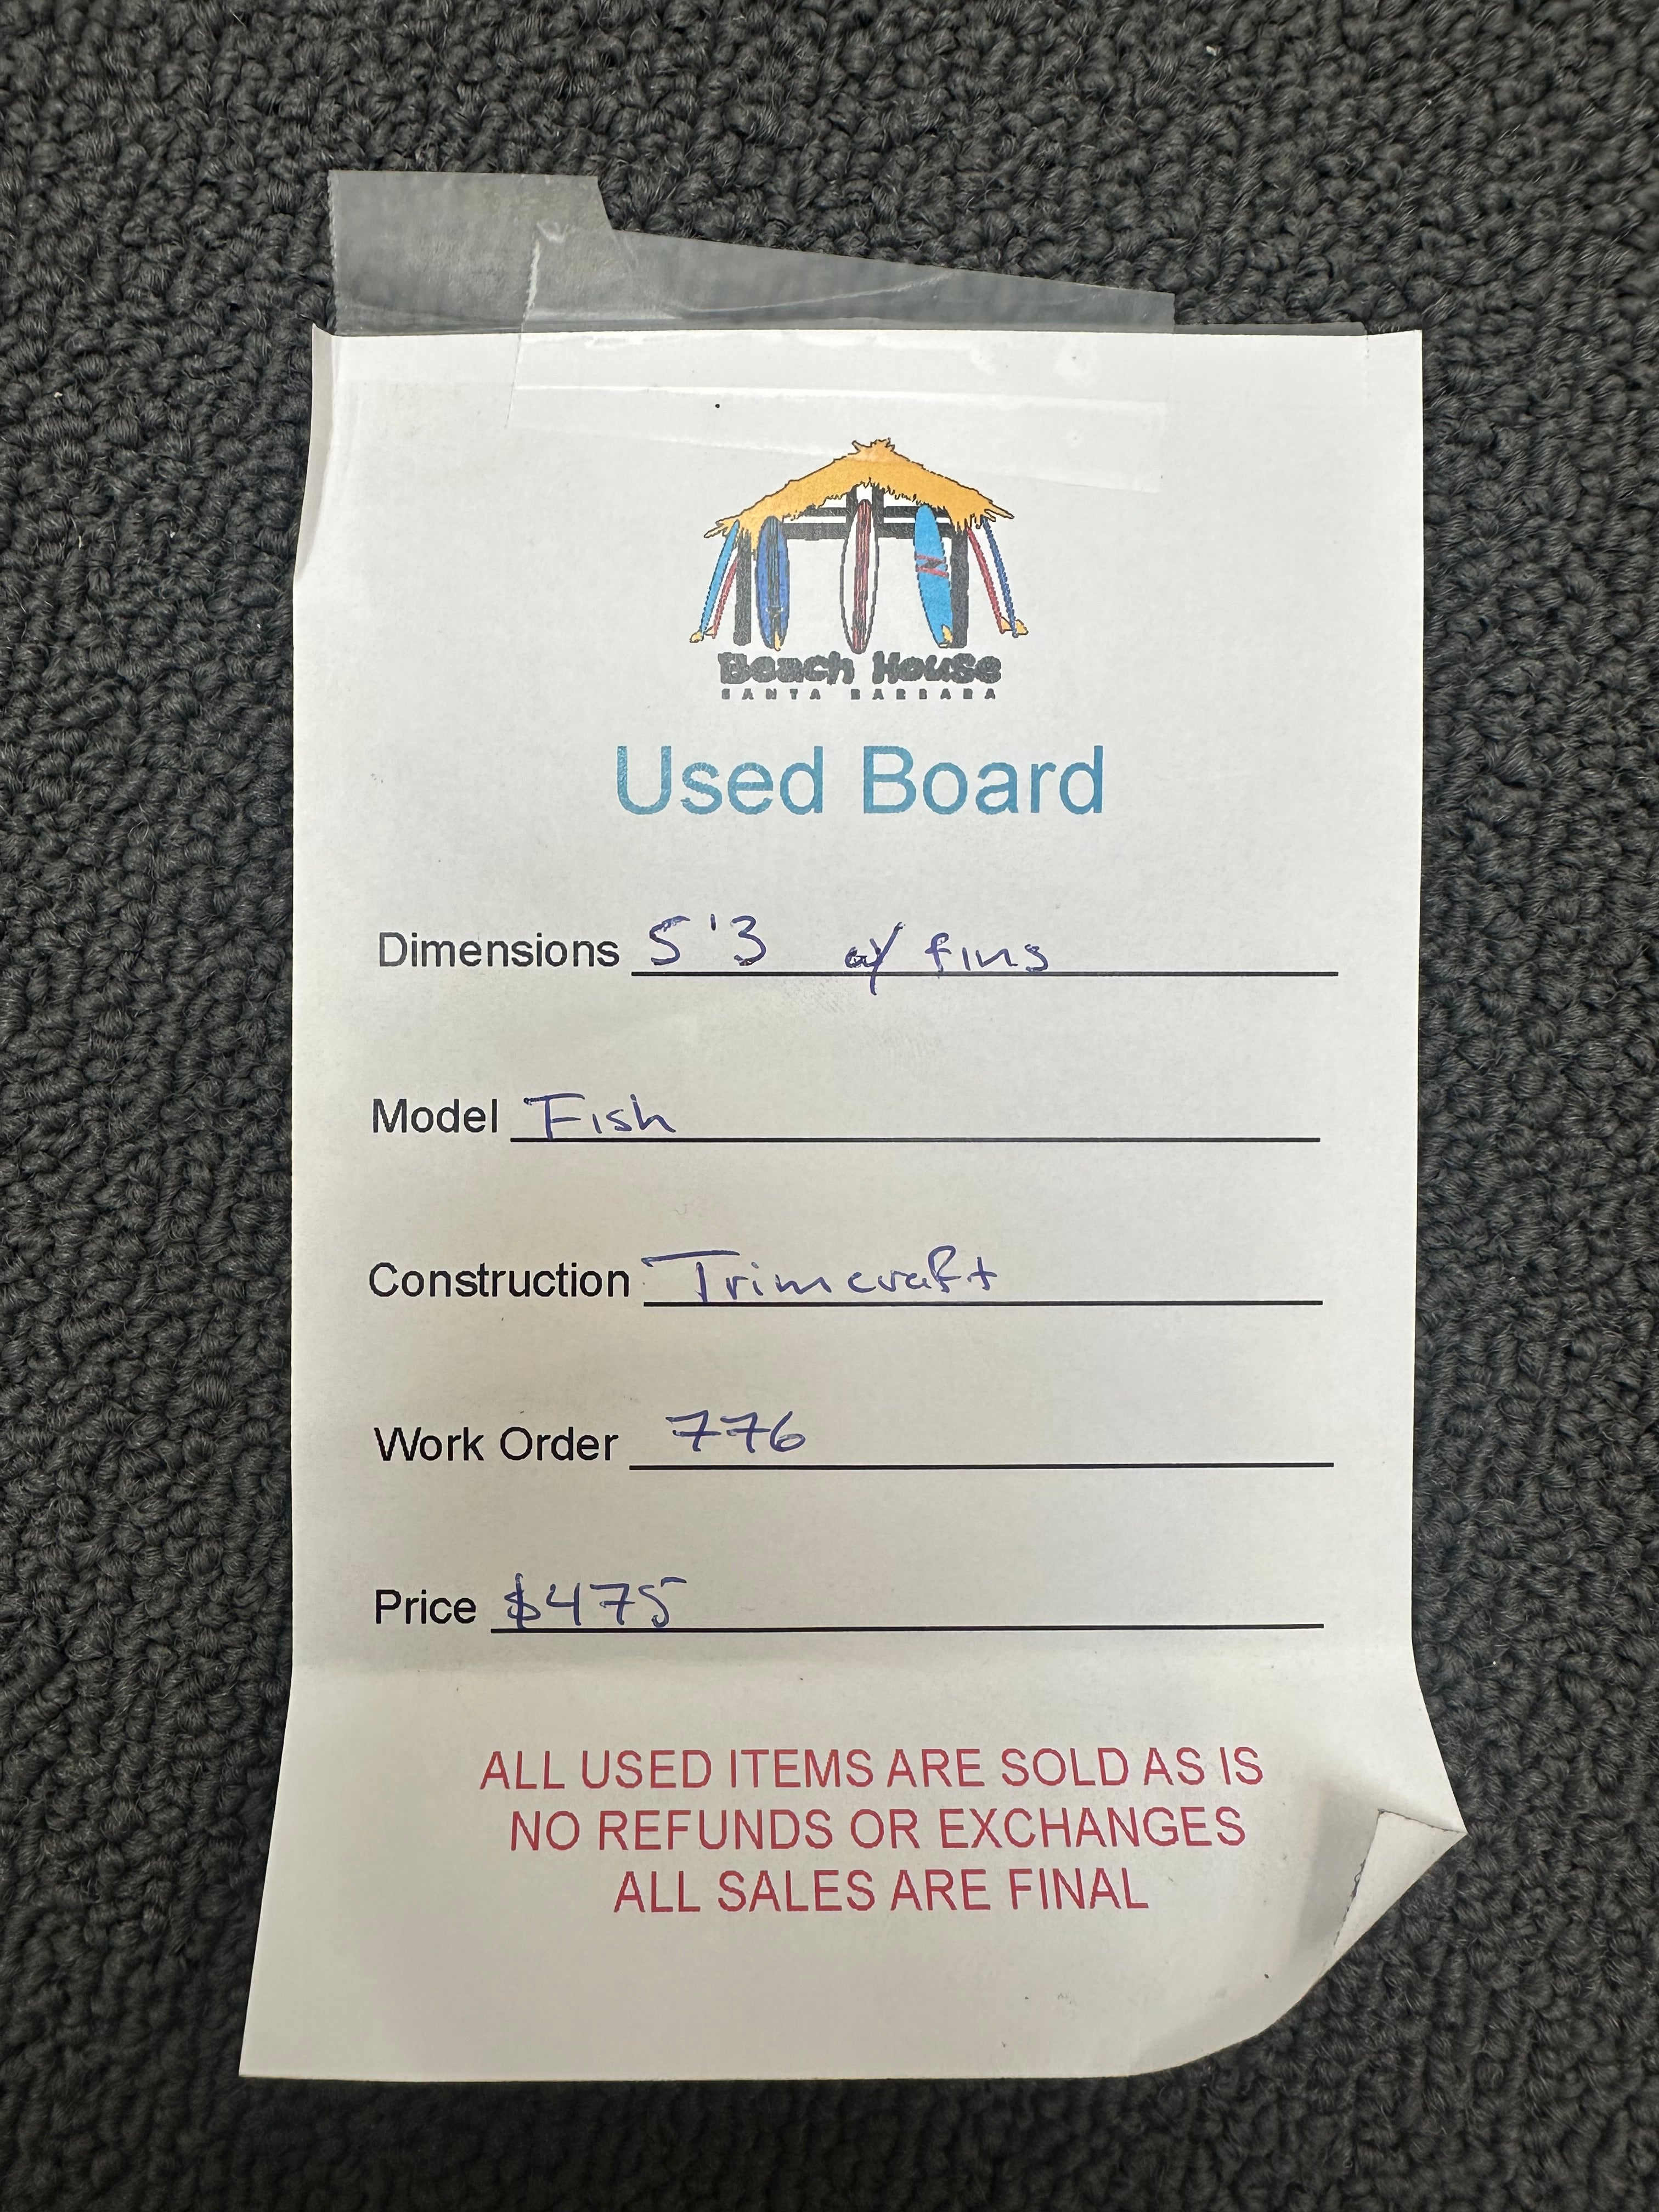 Beach House
SANTA BARBARA
Used Board
Dimensions 5'3 w/ fins
Model Fish
Construction Trimcraft
Work Order 776
Price $475
ALL USED ITEMS ARE SOLD AS IS
NO REFUNDS OR EXCHANGES
ALL SALES ARE FINAL